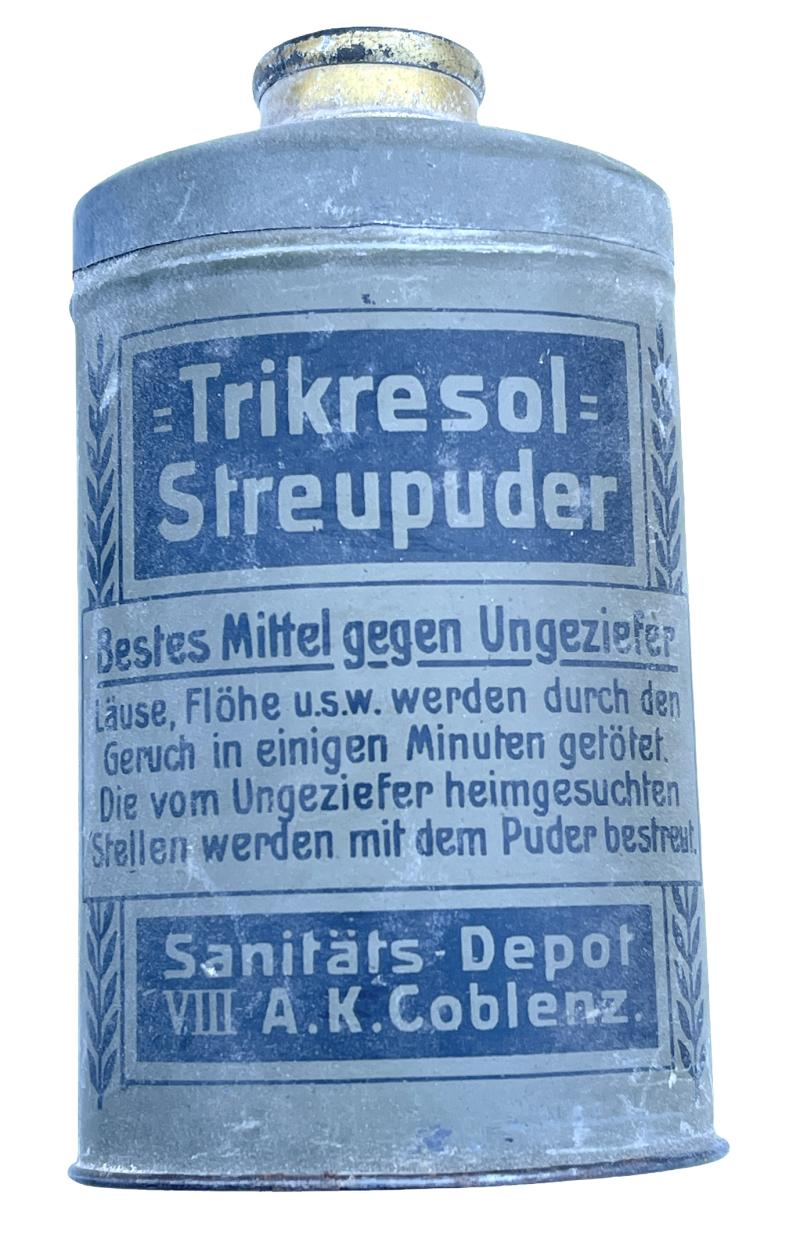 =Trikresol=
Streupuder
Bestes Mittel gegen Ungeziefer
Läuse, Flöhe u.s.w. werden durch den
Geruch in einigen Minuten getötet.
Die vom Ungeziefer heimgesuchten
Stellen werden mit dem Puder bestreut.
Sanitäts-Depot
VIII A.K.Coblenz.